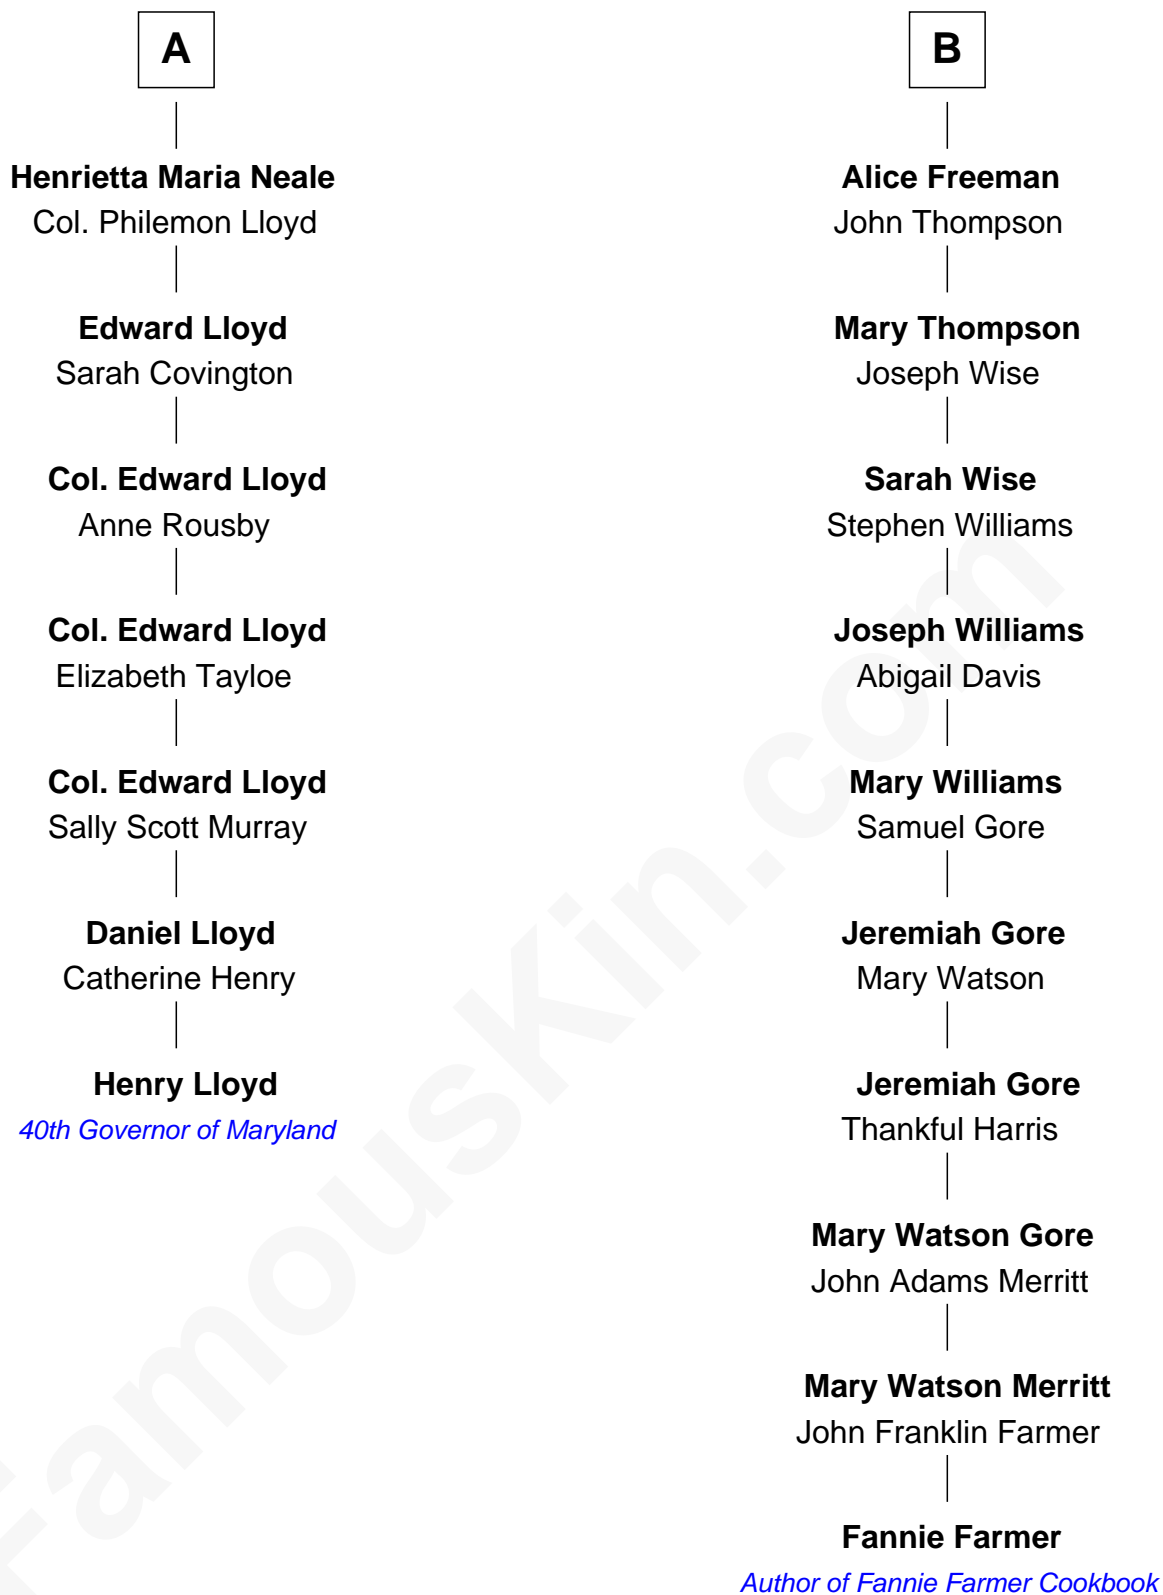 A
Henrietta Maria Neale
Col. Philemon Lloyd
Edward Lloyd
Sarah Covington
Col. Edward Lloyd
Anne Rousby
Col. Edward Lloyd
Elizabeth Tayloe
Col. Edward Lloyd
Sally Scott Murray
Daniel Lloyd
Catherine Henry
Henry Lloyd
40th Governor of Maryland
B
Alice Freeman
John Thompson
Mary Thompson
Joseph Wise
Sarah Wise
Stephen Williams
Joseph Williams
Abigail Davis
Mary Williams
Samuel Gore
Jeremiah Gore
Mary Watson
Jeremiah Gore
Thankful Harris
Mary Watson Gore
John Adams Merritt
Mary Watson Merritt
John Franklin Farmer
Fannie Farmer
Author of Fannie Farmer Cookbook
FamousKin.com